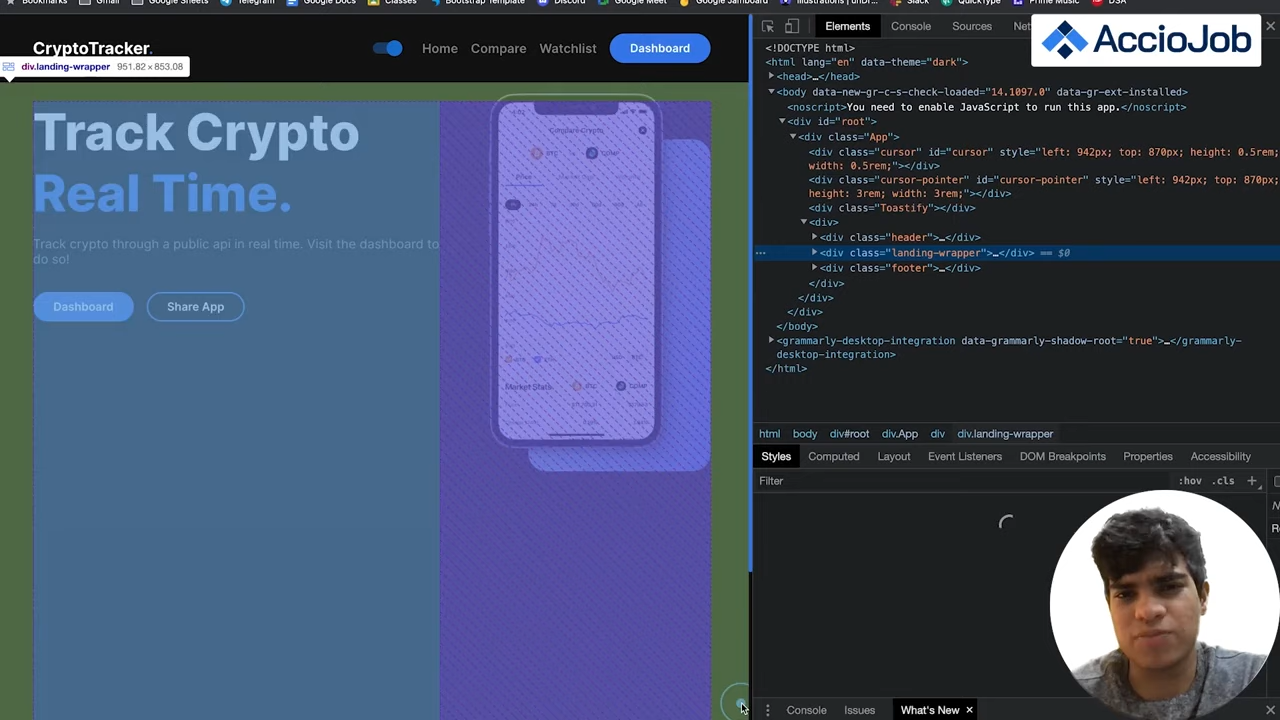 Bookmarks
Gmail
Google Sheets
Telegram
Google Docs
Classes
Bootstrap Template
Discord
Google Meet
Google Jamboard
Slack
QuickType
Prime Music
DSA
CryptoTracker.
Home
Compare
Watchlist
Dashboard
div.landing-wrapper 951.82 × 853.08
Track Crypto
Real Time.
Track crypto through a public api in real time. Visit the dashboard to
do so!
Dashboard
Share App
Compare Crypto
BTC
COMP
Market Stats
BTC
COMP
Elements
Console
Sources
AccioJob
<!DOCTYPE html>
<html lang="en" data-theme="dark">
<head>…</head>
<body data-new-gr-c-s-check-loaded="14.1097.0" data-gr-ext-installed>
<noscript>You need to enable JavaScript to run this app.</noscript>
<div id="root">
<div class="App">
<div class="cursor" id="cursor" style="left: 942px; top: 870px; height: 0.5rem;
width: 0.5rem;"></div>
<div class="cursor-pointer" id="cursor-pointer" style="left: 942px; top: 870px;
height: 3rem; width: 3rem;"></div>
<div class="Toastify"></div>
<div>
<div class="header">…</div>
… <div class="landing-wrapper">…</div> == $0
<div class="footer">…</div>
</div>
</div>
</div>
</body>
<grammarly-desktop-integration data-grammarly-shadow-root="true">…</grammarly-
desktop-integration>
</html>
html body div#root div.App div div.landing-wrapper
Styles Computed Layout Event Listeners DOM Breakpoints Properties Accessibility
Filter
:hov .cls +
Console Issues What's New ×